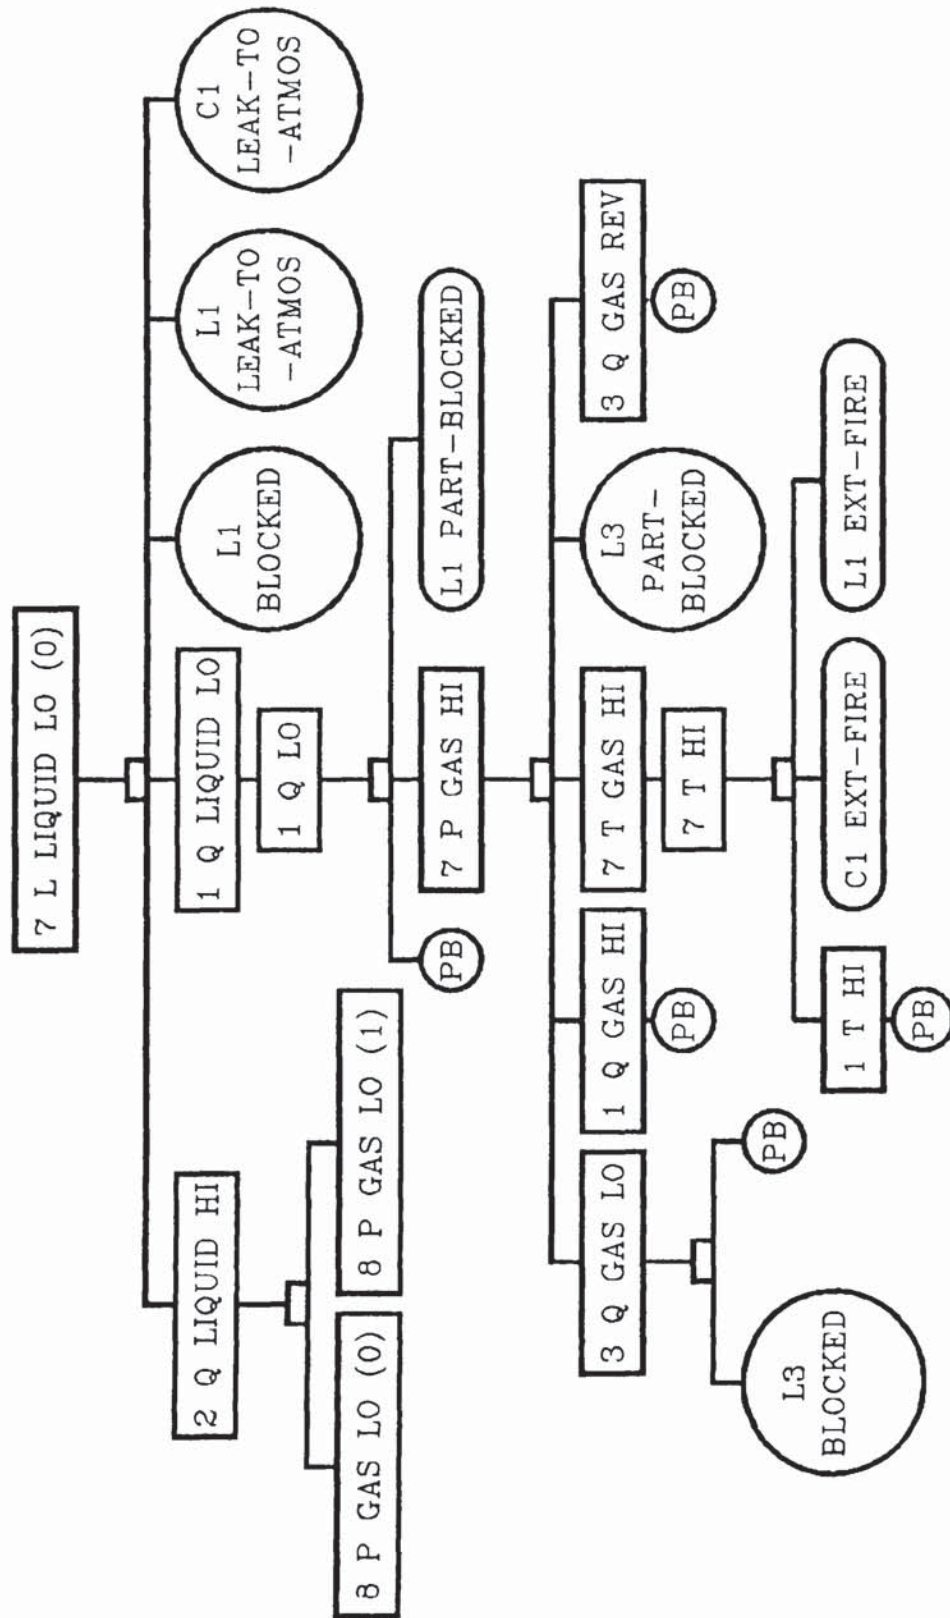 7 L LIQUID LO (0)
2 Q LIQUID HI
1 Q LIQUID LO
L1
BLOCKED
L1
LEAK-TO
-ATMOS
C1
LEAK-TO
-ATMOS
1 Q LO
8 P GAS LO (0)
8 P GAS LO (1)
PB
7 P GAS HI
L1 PART-BLOCKED
3 Q GAS LO
1 Q GAS HI
7 T GAS HI
L3
PART-
BLOCKED
3 Q GAS REV
PB
7 T HI
PB
L3
BLOCKED
PB
1 T HI
C1 EXT-FIRE
L1 EXT-FIRE
PB